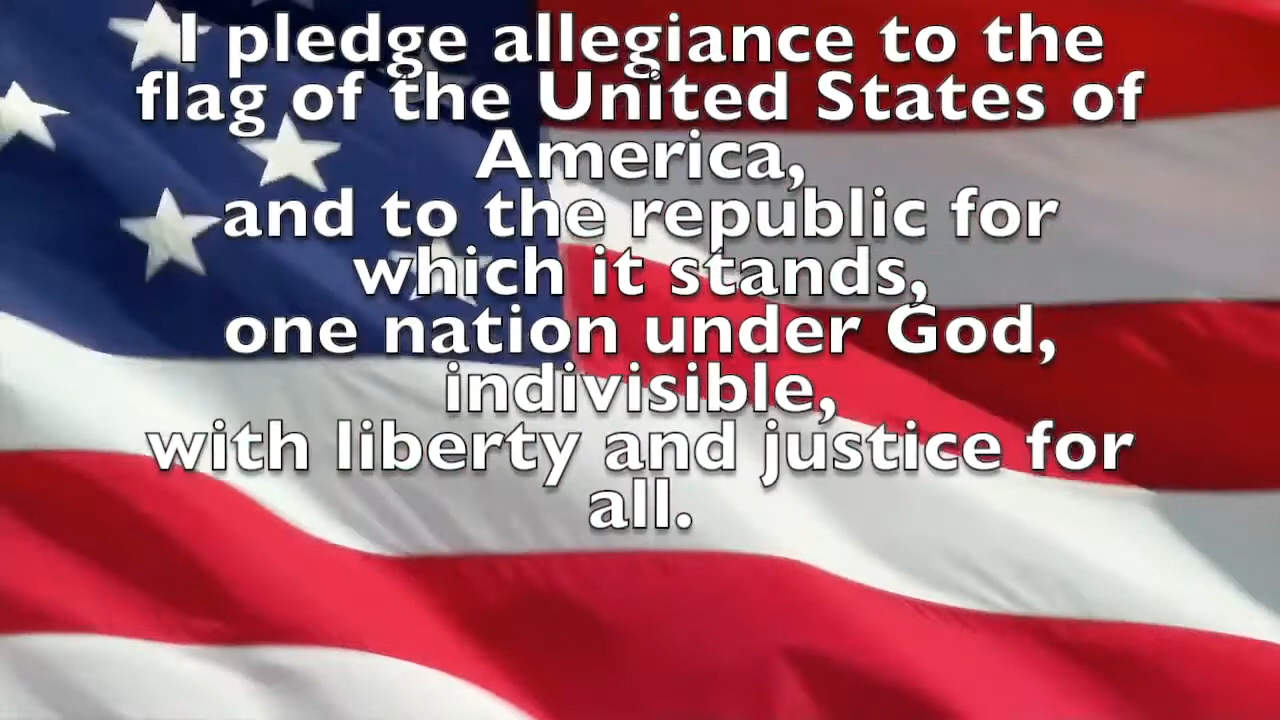 I pledge allegiance to the
flag of the United States of
America,
and to the republic for
which it stands,
one nation under God,
indivisible,
with liberty and justice for
all.